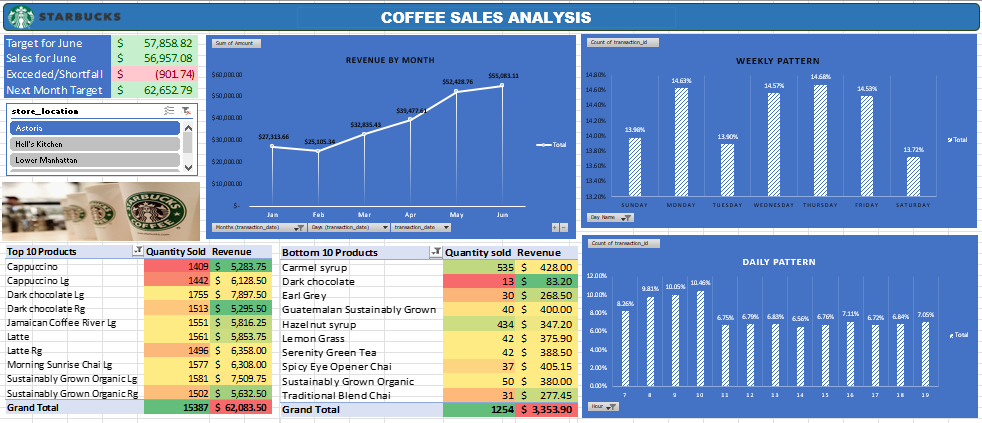 STARBUCKS
COFFEE SALES ANALYSIS
Target for June $ 57,858.82
Sales for June $ 56,957.08
Excceded/Shortfall $ (901.74)
Next Month Target $ 62,652.79
store_location
Astoria
Hell's Kitchen
Lower Manhattan
STARBUCKS
COFFEE
Sum of Amount
REVENUE BY MONTH
$60,000.00
$50,000.00
$40,000.00
$30,000.00
$20,000.00
$10,000.00
$-
$27,313.66
$25,105.34
$32,835.43
$39,477.61
$52,428.76
$55,083.11
Jan Feb Mar Apr May Jun
Total
Months (transaction_date) Days (transaction_date) transaction_date
Count of transaction_id
WEEKLY PATTERN
14.80%
14.60%
14.40%
14.20%
14.00%
13.80%
13.60%
13.40%
13.20%
13.98% 14.63% 13.90% 14.57% 14.68% 14.53% 13.72%
SUNDAY MONDAY TUESDAY WEDNESDAY THURSDAY FRIDAY SATURDAY
Total
Day Name
Top 10 Products Quantity Sold Revenue
Cappuccino 1409 $ 5,283.75
Cappuccino Lg 1442 $ 6,128.50
Dark chocolate Lg 1755 $ 7,897.50
Dark chocolate Rg 1513 $ 5,295.50
Jamaican Coffee River Lg 1551 $ 5,816.25
Latte 1561 $ 5,853.75
Latte Rg 1496 $ 6,358.00
Morning Sunrise Chai Lg 1577 $ 6,308.00
Sustainably Grown Organic Lg 1581 $ 7,509.75
Sustainably Grown Organic Rg 1502 $ 5,632.50
Grand Total 15387 $ 62,083.50
Bottom 10 Products Quantity sold Revenue
Carmel syrup 535 $ 428.00
Dark chocolate 13 $ 83.20
Earl Grey 30 $ 268.50
Guatemalan Sustainably Grown 40 $ 400.00
Hazelnut syrup 434 $ 347.20
Lemon Grass 42 $ 375.90
Serenity Green Tea 42 $ 388.50
Spicy Eye Opener Chai 37 $ 405.15
Sustainably Grown Organic 50 $ 380.00
Traditional Blend Chai 31 $ 277.45
Grand Total 1254 $ 3,353.90
Count of transaction_id
DAILY PATTERN
12.00%
10.00%
8.00%
6.00%
4.00%
2.00%
0.00%
8.26% 9.81% 10.05% 10.46% 6.75% 6.79% 6.83% 6.56% 6.76% 7.11% 6.72% 6.84% 7.05%
7 8 9 10 11 12 13 14 15 16 17 18 19
Total
Hour